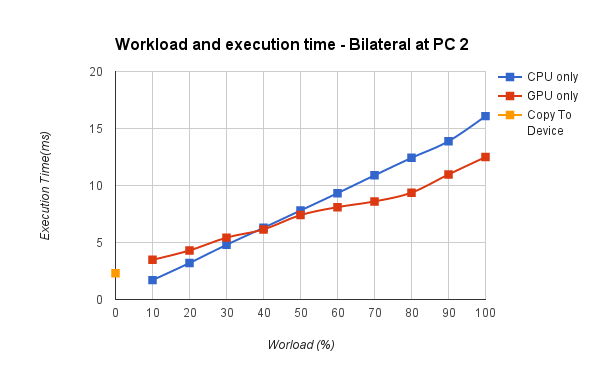 Workload and execution time - Bilateral at PC 2
20
15
10
5
0
Execution Time(ms)
0 10 20 30 40 50 60 70 80 90 100
Worload (%)
CPU only
GPU only
Copy To
Device